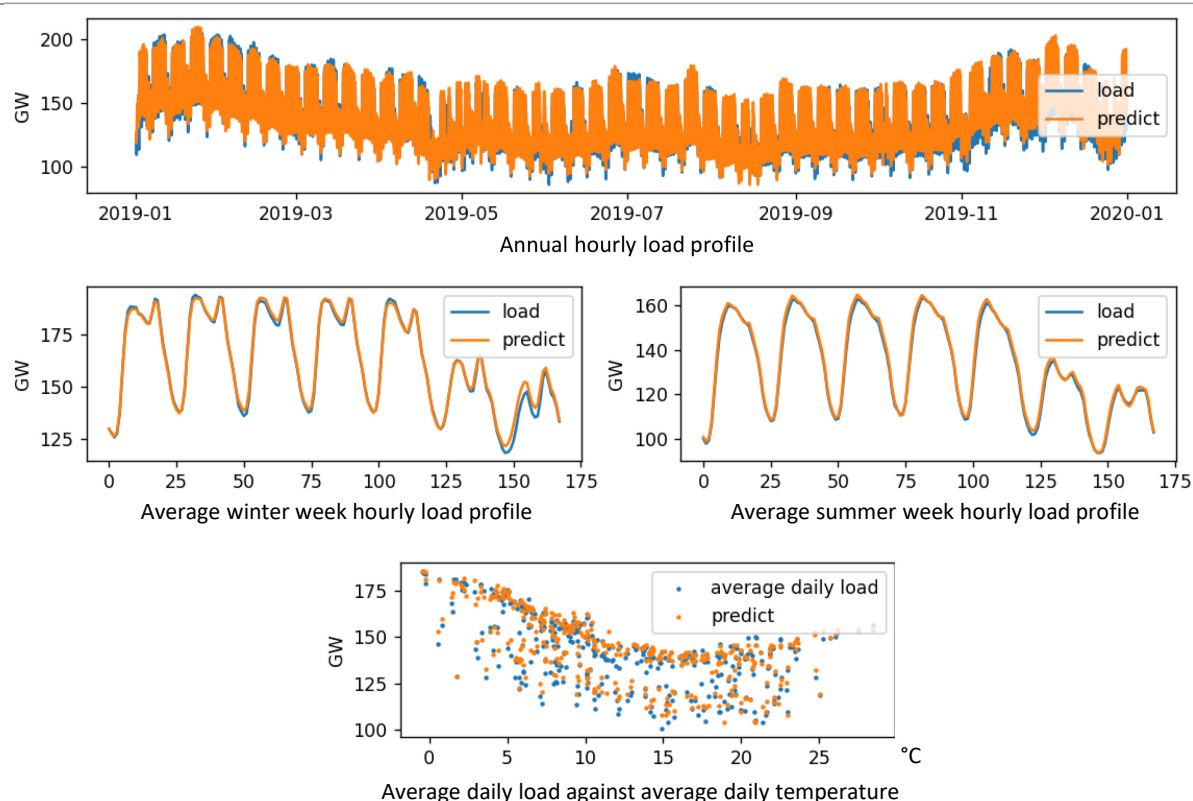 200
150
100
GW
load
predict
2019-01 2019-03 2019-05 2019-07 2019-09 2019-11 2020-01
Annual hourly load profile
175
150
125
GW
load
predict
0 25 50 75 100 125 150 175
Average winter week hourly load profile
160
140
120
100
GW
load
predict
0 25 50 75 100 125 150 175
Average summer week hourly load profile
175
150
125
100
GW
average daily load
predict
0 5 10 15 20 25 °C
Average daily load against average daily temperature